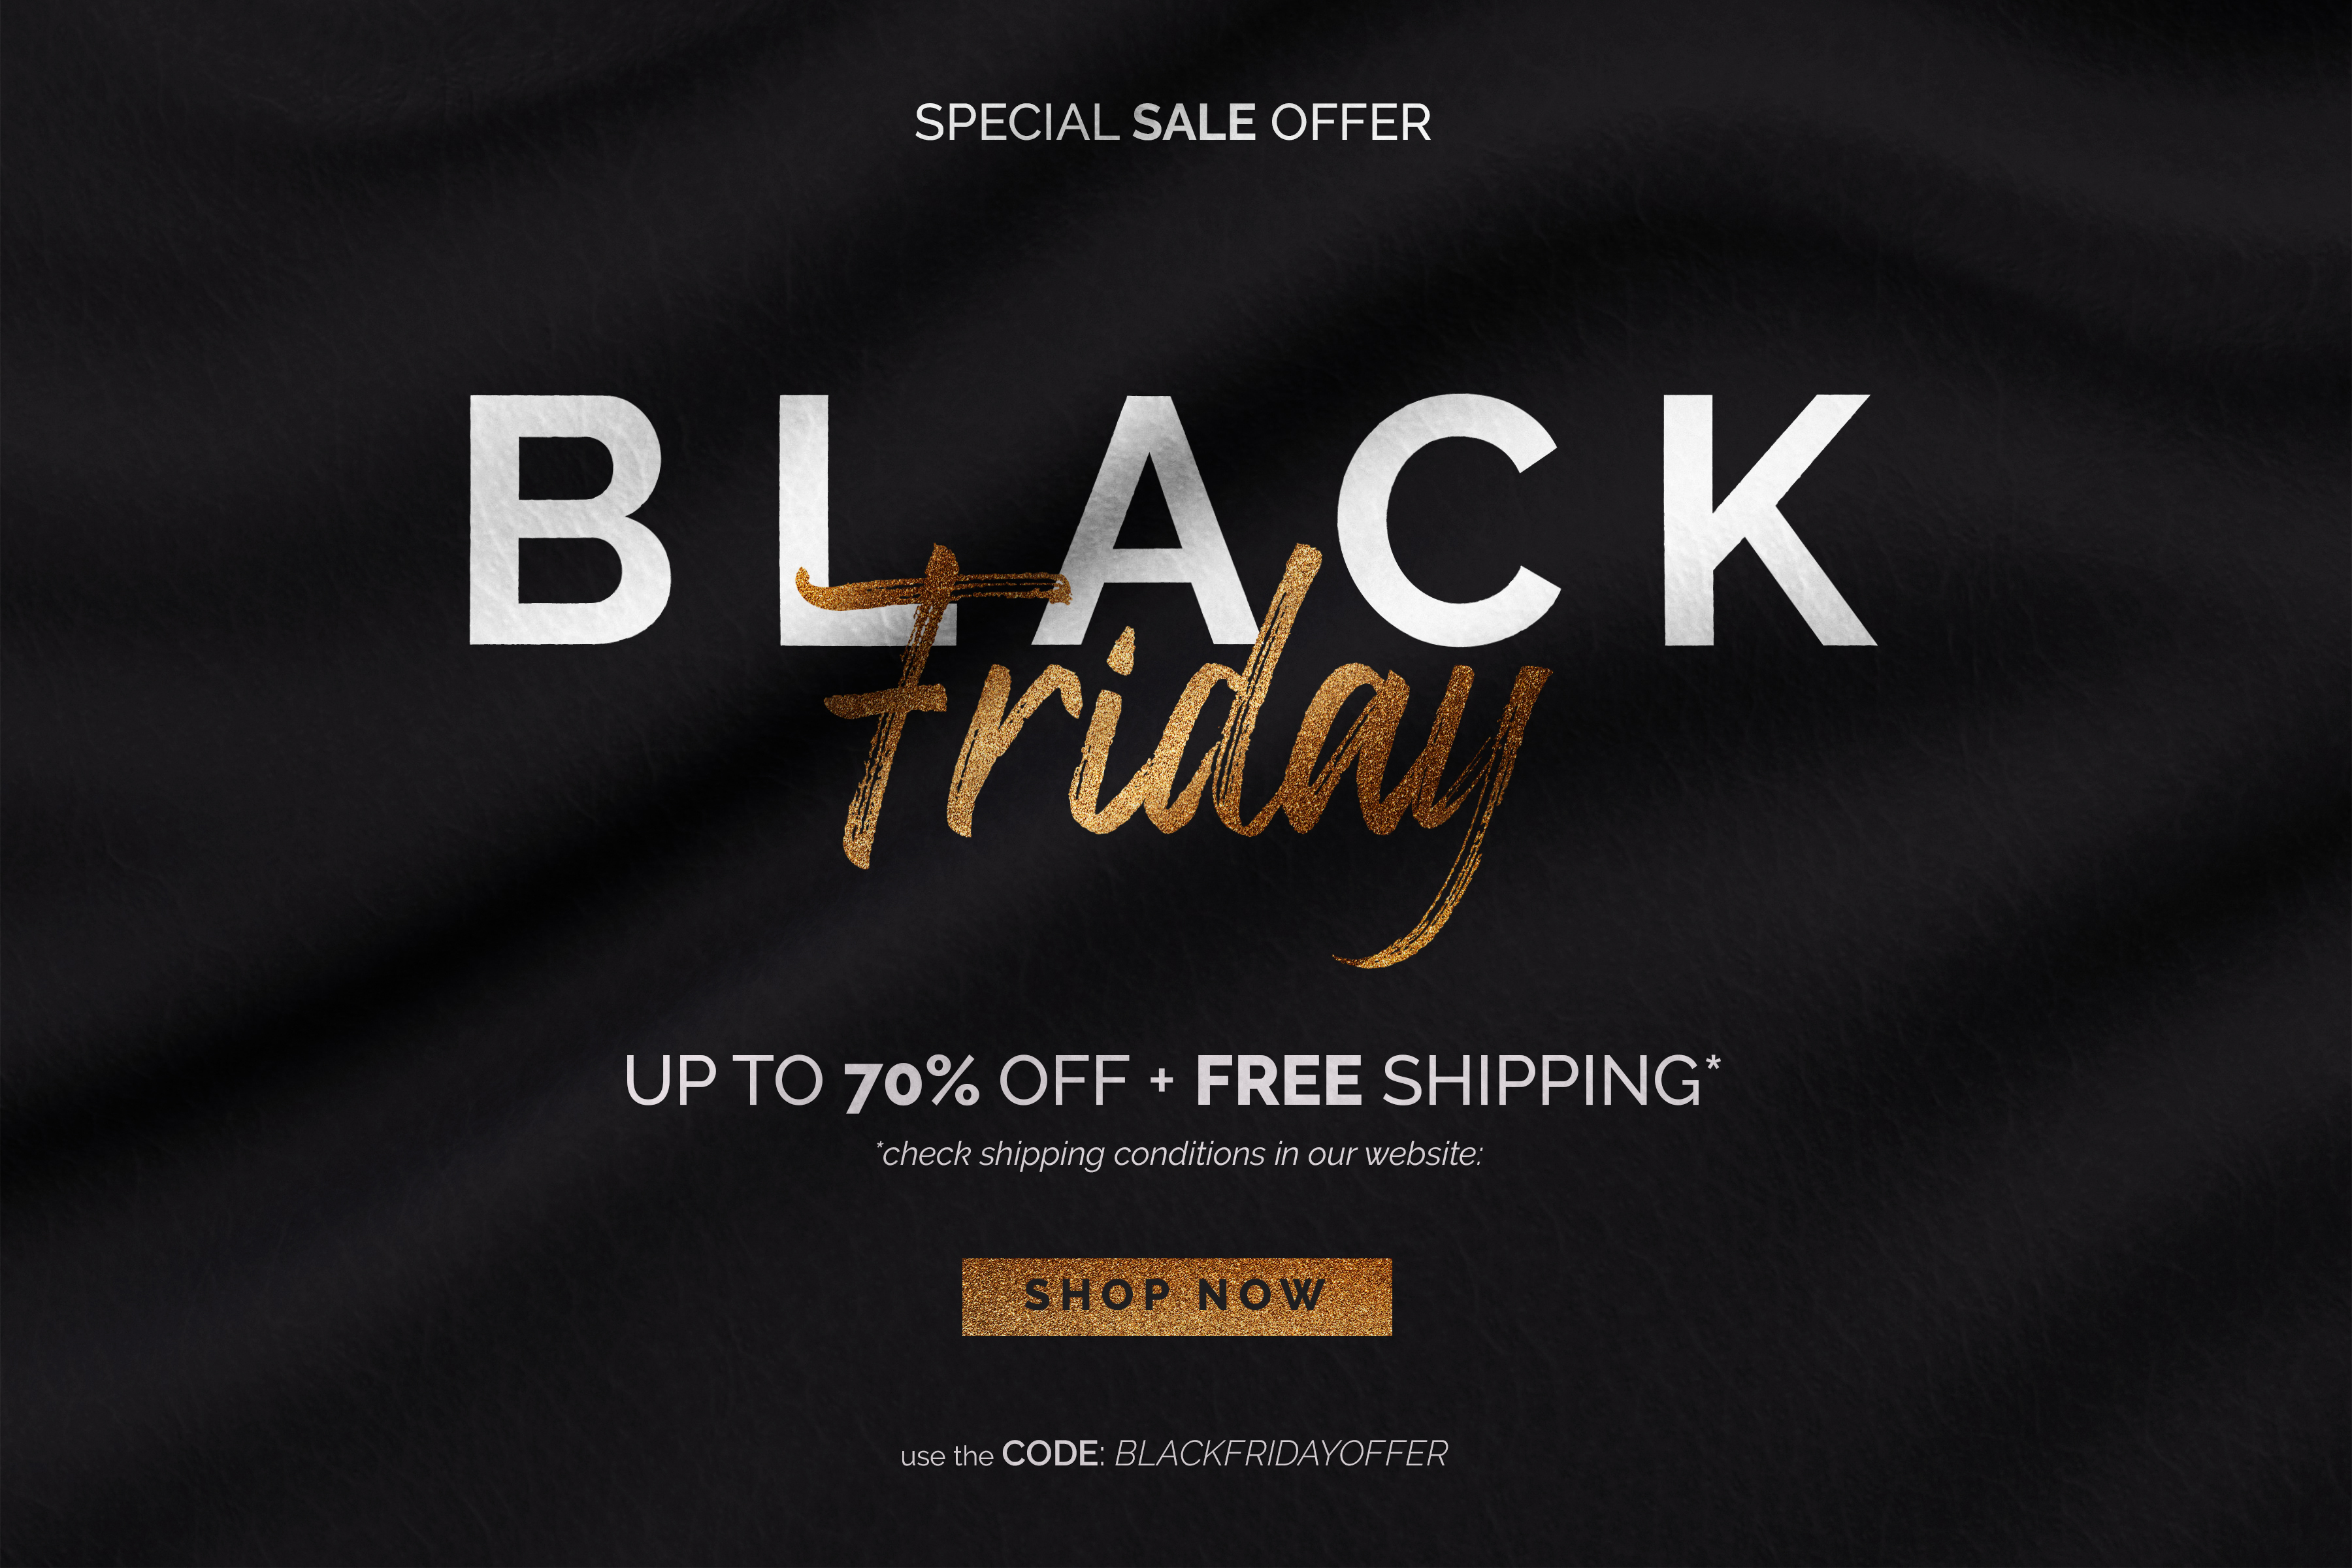 SPECIAL SALE OFFER
BLACK
Friday
UP TO 70% OFF + FREE SHIPPING*
*check shipping conditions in our website:
SHOP NOW
use the CODE: BLACKFRIDAYOFFER